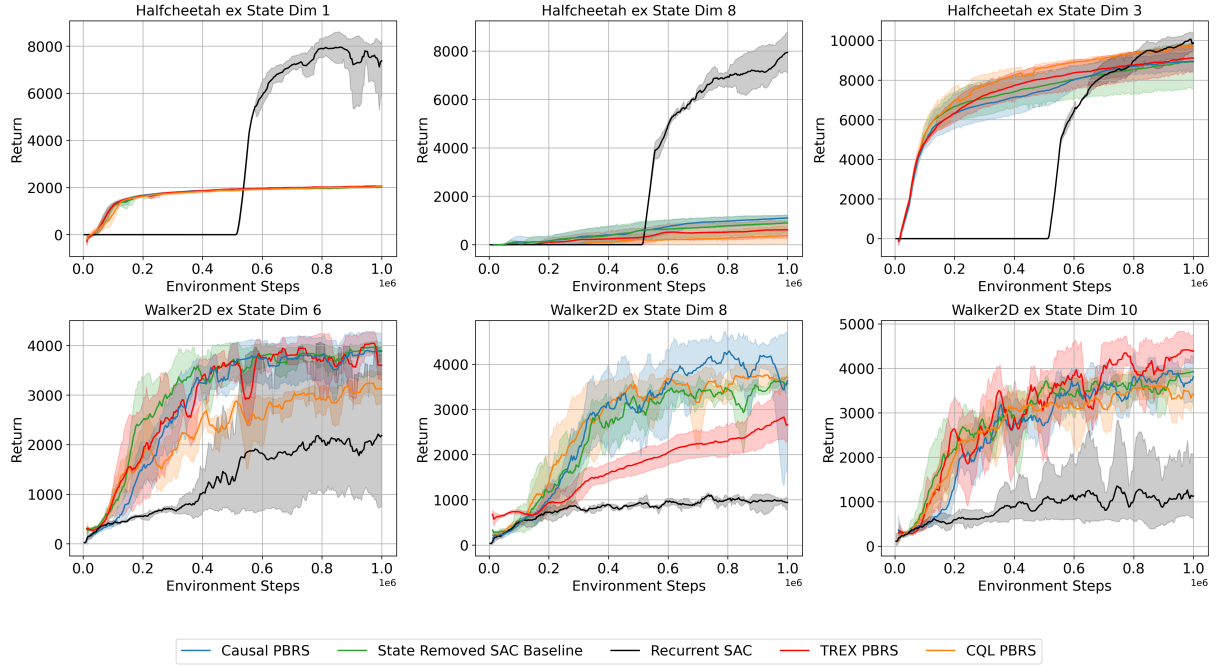 Halfcheetah ex State Dim 1
Return
8000
6000
4000
2000
0
0.0 0.2 0.4 0.6 0.8 1.0
1e6
Environment Steps
Halfcheetah ex State Dim 8
Return
8000
6000
4000
2000
0
0.0 0.2 0.4 0.6 0.8 1.0
1e6
Environment Steps
Halfcheetah ex State Dim 3
Return
10000
8000
6000
4000
2000
0
0.0 0.2 0.4 0.6 0.8 1.0
1e6
Environment Steps
Walker2D ex State Dim 6
Return
4000
3000
2000
1000
0
0.0 0.2 0.4 0.6 0.8 1.0
1e6
Environment Steps
Walker2D ex State Dim 8
Return
4000
3000
2000
1000
0
0.0 0.2 0.4 0.6 0.8 1.0
1e6
Environment Steps
Walker2D ex State Dim 10
Return
5000
4000
3000
2000
1000
0
0.0 0.2 0.4 0.6 0.8 1.0
1e6
Environment Steps
Causal PBRS State Removed SAC Baseline Recurrent SAC TREX PBRS CQL PBRS